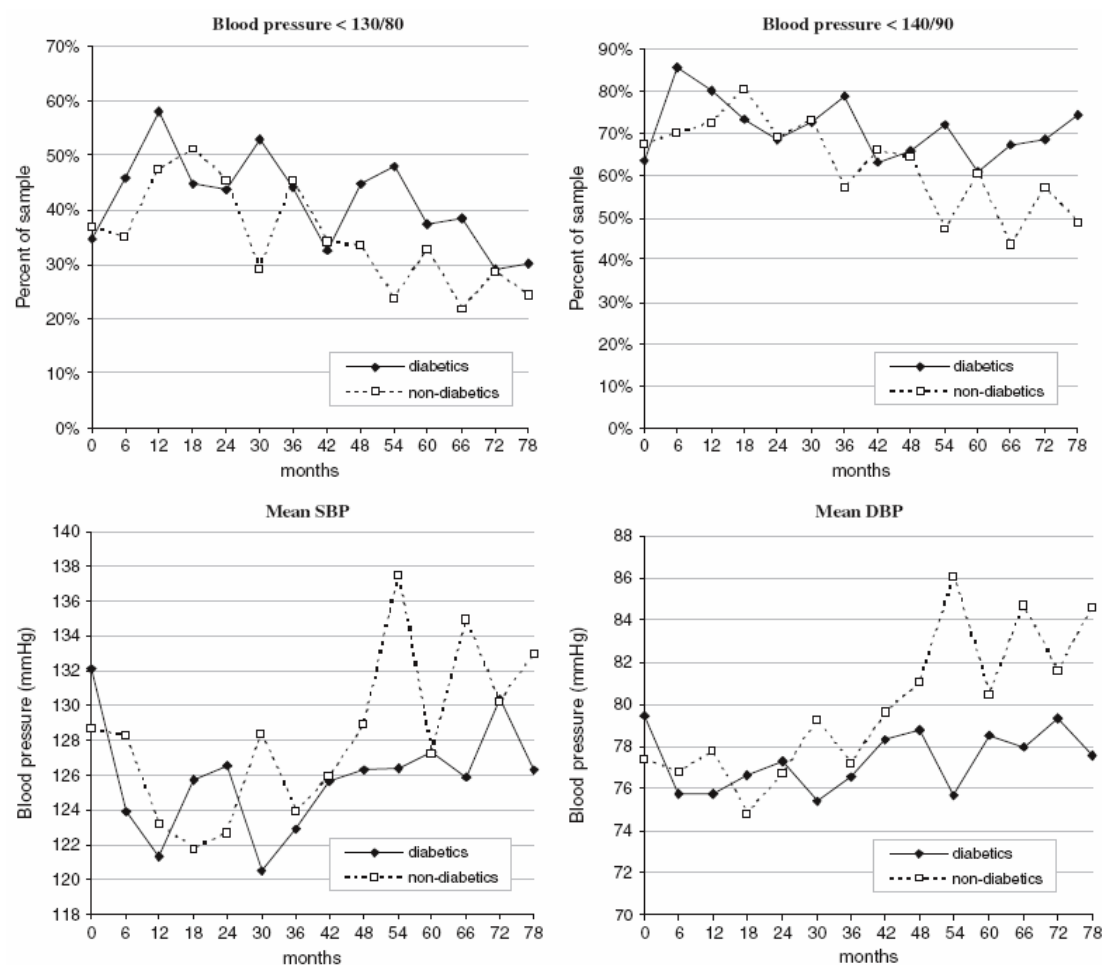 Blood pressure < 130/80
70%
60%
50%
40%
30%
20%
10%
0%
Percent of sample
diabetics
non-diabetics
0 6 12 18 24 30 36 42 48 54 60 66 72 78
months
Blood pressure < 140/90
90%
80%
70%
60%
50%
40%
30%
20%
10%
0%
Percent of sample
diabetics
non-diabetics
0 6 12 18 24 30 36 42 48 54 60 66 72 78
months
Mean SBP
140
138
136
134
132
130
128
126
124
122
120
118
Blood pressure (mmHg)
diabetics
non-diabetics
0 6 12 18 24 30 36 42 48 54 60 66 72 78
months
Mean DBP
88
86
84
82
80
78
76
74
72
70
Blood pressure (mmHg)
diabetics
non-diabetics
0 6 12 18 24 30 36 42 48 54 60 66 72 78
months